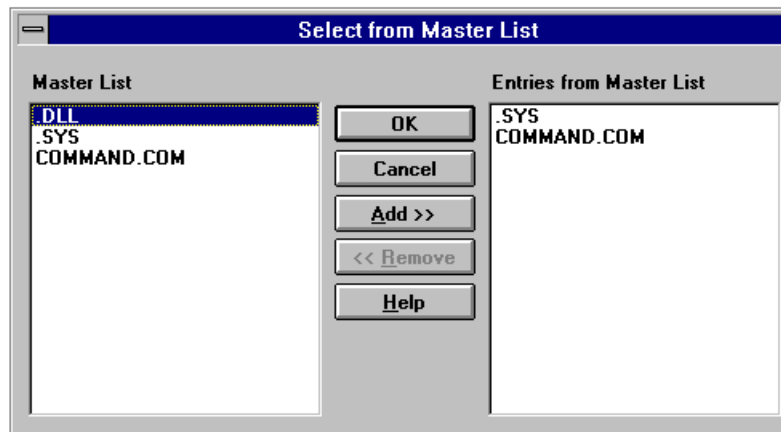 Select from Master List
Master List
.DLL
.SYS
COMMAND.COM
OK
Cancel
Add >>
<< Remove
Help
Entries from Master List
.SYS
COMMAND.COM